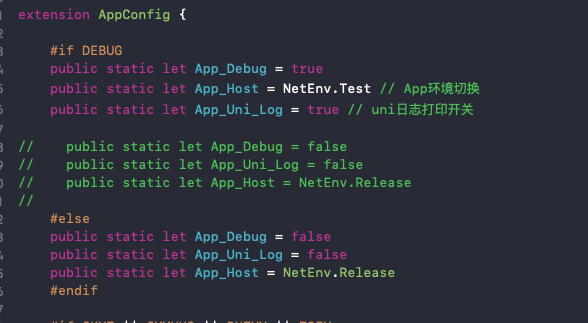 extension AppConfig {
#if DEBUG
public static let App_Debug = true
public static let App_Host = NetEnv.Test // App环境切换
public static let App_Uni_Log = true // uni日志打印开关
// public static let App_Debug = false
// public static let App_Uni_Log = false
// public static let App_Host = NetEnv.Release
//
#else
public static let App_Debug = false
public static let App_Uni_Log = false
public static let App_Host = NetEnv.Release
#endif